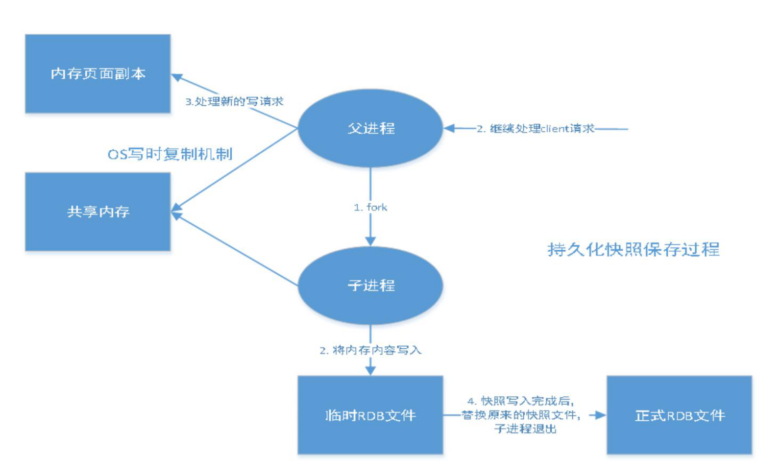 内存页面副本
3.处理新的写请求
父进程
2. 继续处理client请求
OS写时复制机制
共享内存
1. fork
持久化快照保存过程
子进程
2. 将内存内容写入
临时RDB文件
4. 快照写入完成后,
替换原来的快照文件,
子进程退出
正式RDB文件